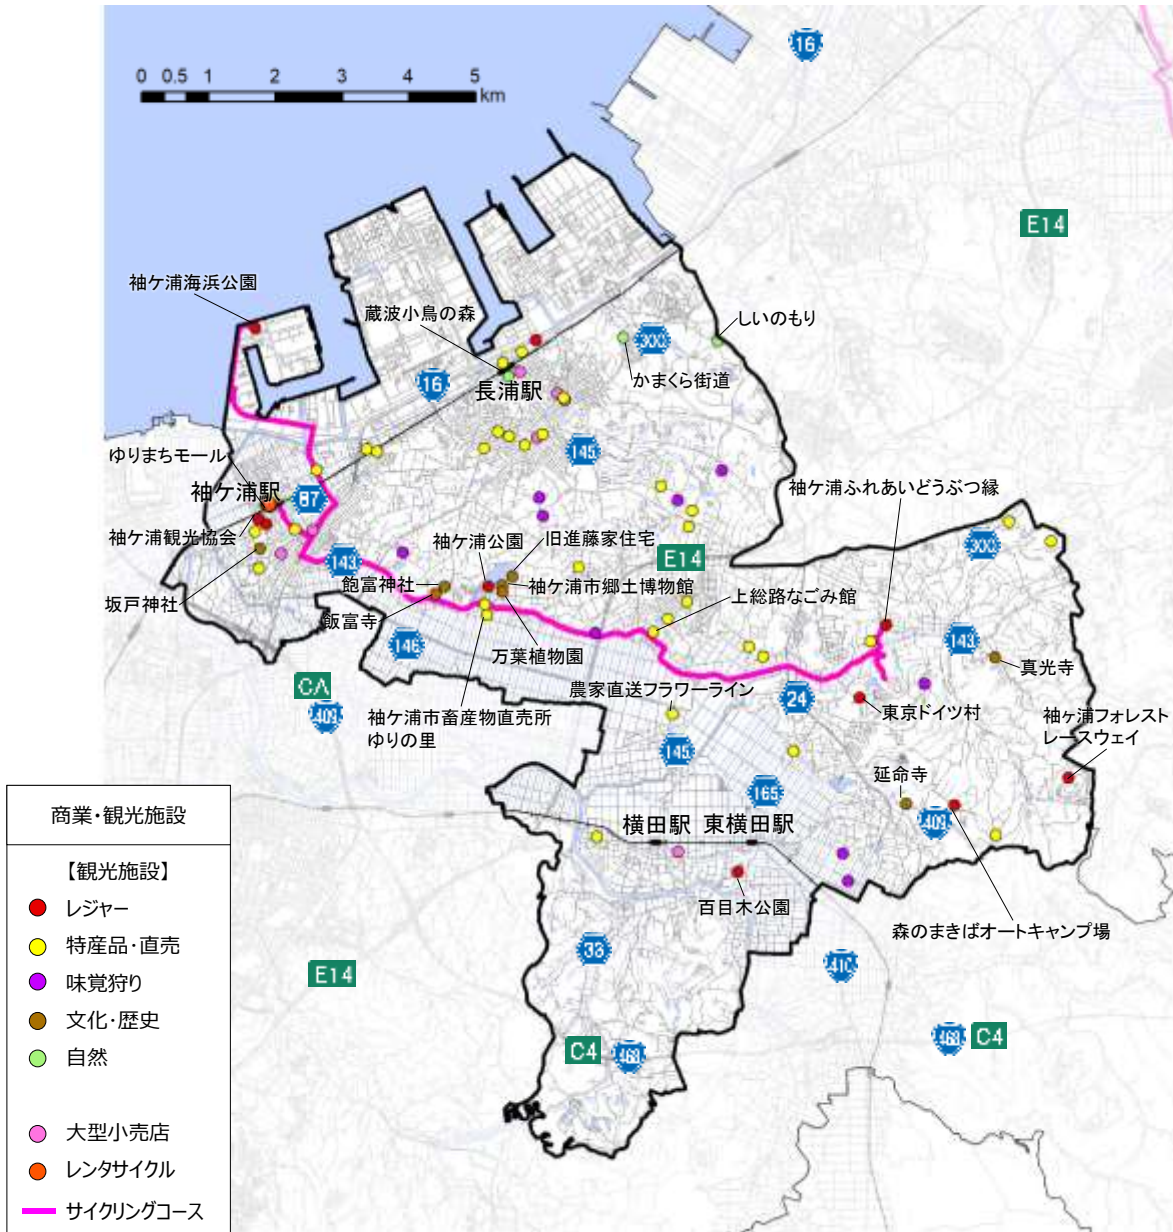 16
0 0.5 1 2 3 4 5
km
E14
袖ケ浦海浜公園
蔵波小鳥の森
しいのもり
300
かまくら街道
16
長浦駅
145
ゆりまちモール
袖ケ浦駅
87
袖ケ浦ふれあいどうぶつ縁
袖ケ浦観光協会
143
袖ケ浦公園
旧進藤家住宅
E14
300
飽富神社
袖ケ浦市郷土博物館
坂戸神社
飯富寺
上総路なごみ館
146
万葉植物園
143
真光寺
CA
409
農家直送フラワーライン
24
東京ドイツ村
袖ケ浦市畜産物直売所
ゆりの里
145
袖ヶ浦フォレスト
レースウェイ
165
延命寺
409
商業・観光施設
横田駅
東横田駅
【観光施設】
レジャー
百目木公園
森のまきばオートキャンプ場
特産品・直売
33
410
味覚狩り
E14
文化・歴史
自然
C4
468
468
C4
大型小売店
レンタサイクル
サイクリングコース